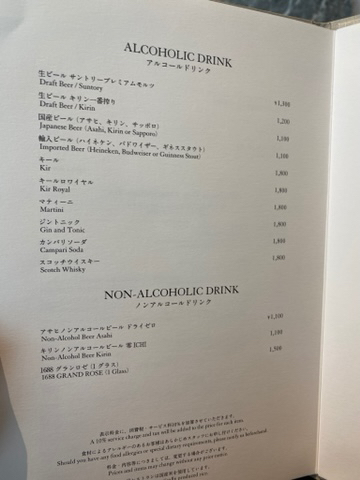 ALCOHOLIC DRINK
アルコールドリンク
生ビール サントリープレミアムモルツ
Draft Beer / Suntory ¥1,300
生ビール キリン一番搾り
Draft Beer / Kirin 1,200
国産ビール (アサヒ、キリン、サッポロ)
Japanese Beer (Asahi, Kirin or Sapporo) 1,100
輸入ビール (ハイネケン、バドワイザー、ギネススタウト)
Imported Beer (Heineken, Budweiser or Guinness Stout) 1,100
キール
Kir 1,800
キールロワイヤル
Kir Royal 1,800
マティーニ
Martini 1,800
ジントニック
Gin and Tonic 1,800
カンパリソーダ
Campari Soda 1,800
スコッチウイスキー
Scotch Whisky
NON-ALCOHOLIC DRINK
ノンアルコールドリンク
アサヒノンアルコールビール ドライゼロ
Non-Alcohol Beer Asahi ¥1,100
キリンノンアルコールビール 零 ICHI
Non-Alcohol Beer Kirin 1,100
1688 グランロゼ (1 グラス)
1688 GRAND ROSE (1 Glass) 1,500
A 10% service charge and tax will be added to the price for each item.
Should you have any food allergies or special dietary requirements, please notify us beforehand.
Prices and items may change without any prior notice.